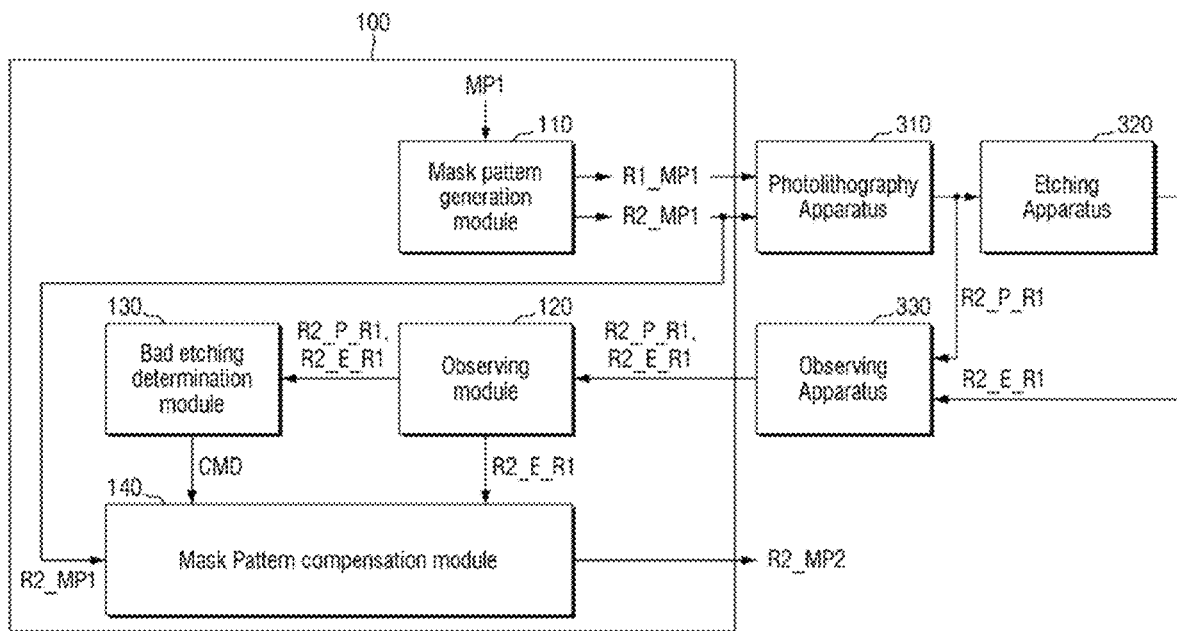 100
MP1
110
310
320
Mask pattern
generation
module
R1_MP1
R2_MP1
Photolithography
Apparatus
Etching
Apparatus
R2_P_R1
130
120
330
Bad etching
determination
module
R2_P_R1,
R2_E_R1
Observing
module
R2_P_R1,
R2_E_R1
Observing
Apparatus
R2_E_R1
CMD
R2_E_R1
140
Mask Pattern compensation module
R2_MP1
R2_MP2